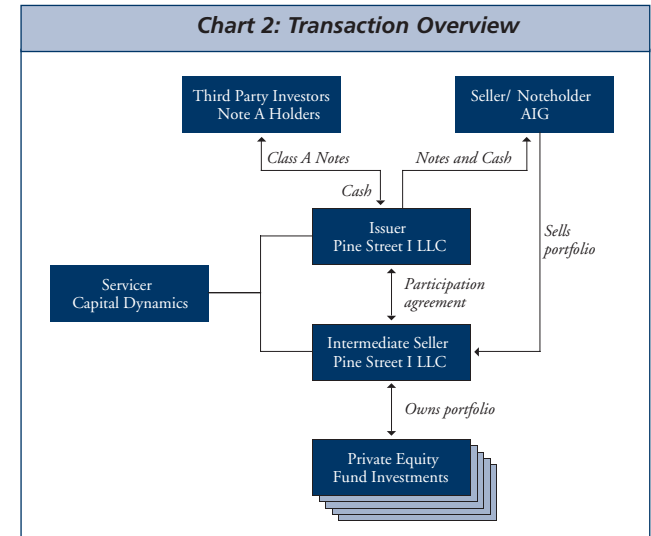 Chart 2: Transaction Overview
Third Party Investors
Note A Holders
Seller/ Noteholder
AIG
Class A Notes
Notes and Cash
Cash
Issuer
Pine Street I LLC
Sells
portfolio
Servicer
Capital Dynamics
Participation
agreement
Intermediate Seller
Pine Street I LLC
Owns portfolio
Private Equity
Fund Investments